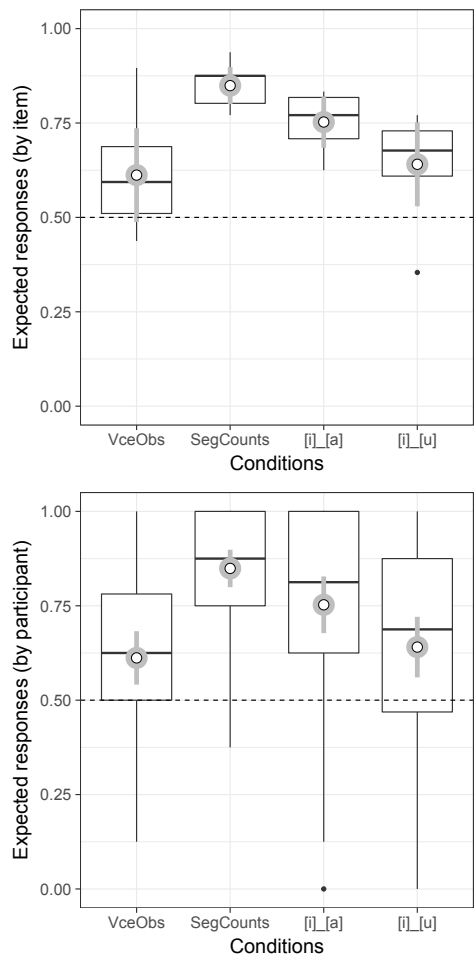 Expected responses (by item)
1.00
0.75
0.50
0.25
0.00
VceObs SegCounts [i]_[a] [i]_[u]
Conditions
Expected responses (by participant)
1.00
0.75
0.50
0.25
0.00
VceObs SegCounts [i]_[a] [i]_[u]
Conditions